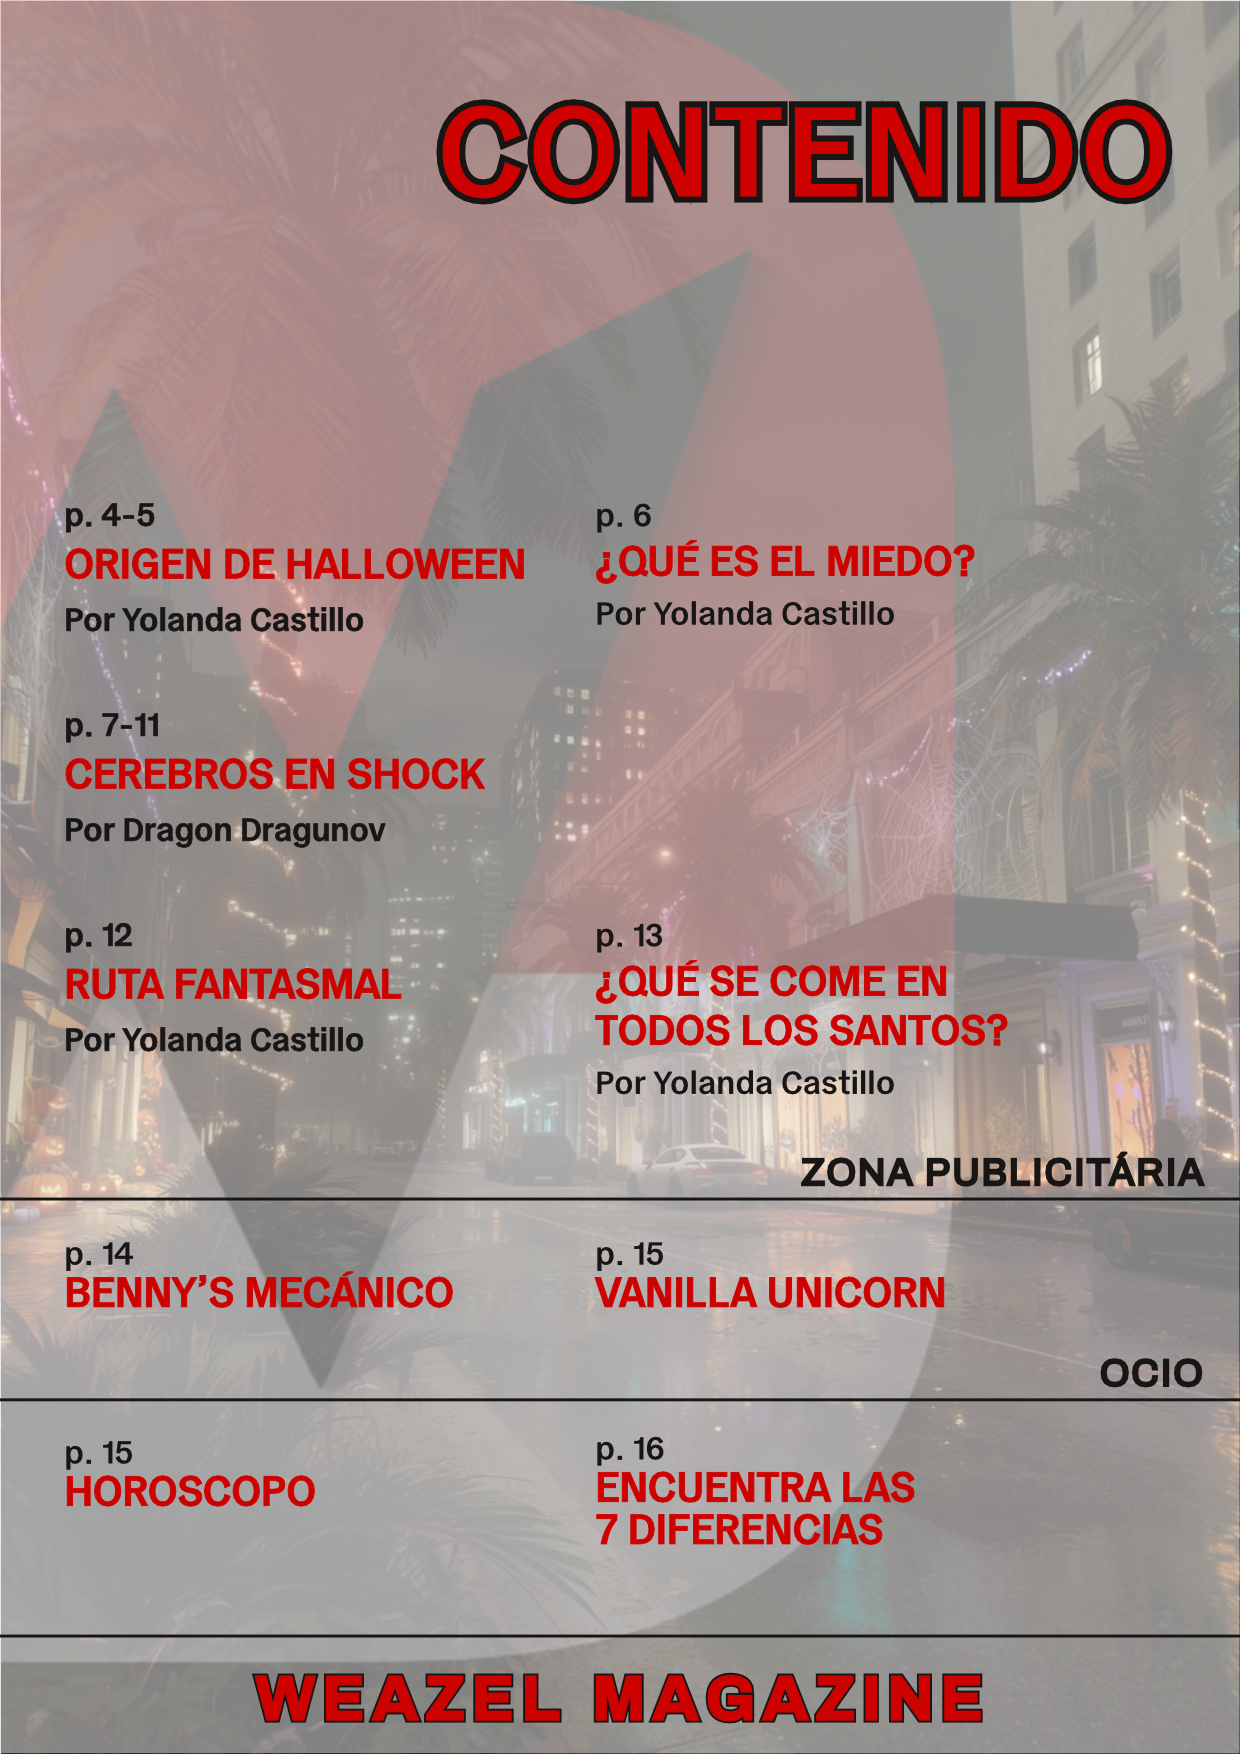 CONTENIDO
p. 4-5
ORIGEN DE HALLOWEEN
Por Yolanda Castillo
p. 6
¿QUÉ ES EL MIEDO?
Por Yolanda Castillo
p. 7-11
CEREBROS EN SHOCK
Por Dragon Dragunov
p. 12
RUTA FANTASMAL
Por Yolanda Castillo
p. 13
¿QUÉ SE COME EN
TODOS LOS SANTOS?
Por Yolanda Castillo
ZONA PUBLICITÁRIA
p. 14
BENNY’S MECÁNICO
p. 15
VANILLA UNICORN
OCIO
p. 15
HOROSCOPO
p. 16
ENCUENTRA LAS
7 DIFERENCIAS
WEAZEL MAGAZINE